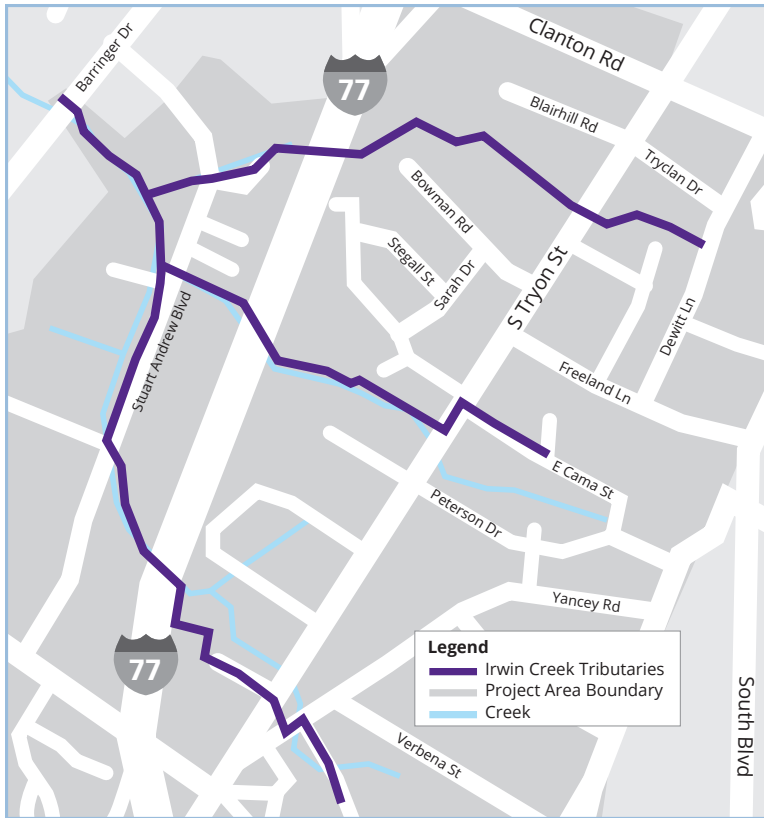 Barringer Dr
Clanton Rd
77
Blairhill Rd
Tryclan Dr
Bowman Rd
Stegall St
Sarah Dr
S Tryon St
Stuart Andrew Blvd
Dewitt Ln
Freeland Ln
E Cama St
Peterson Dr
Yancey Rd
Legend
Irwin Creek Tributaries
Project Area Boundary
Creek
77
South Blvd
Verbena St